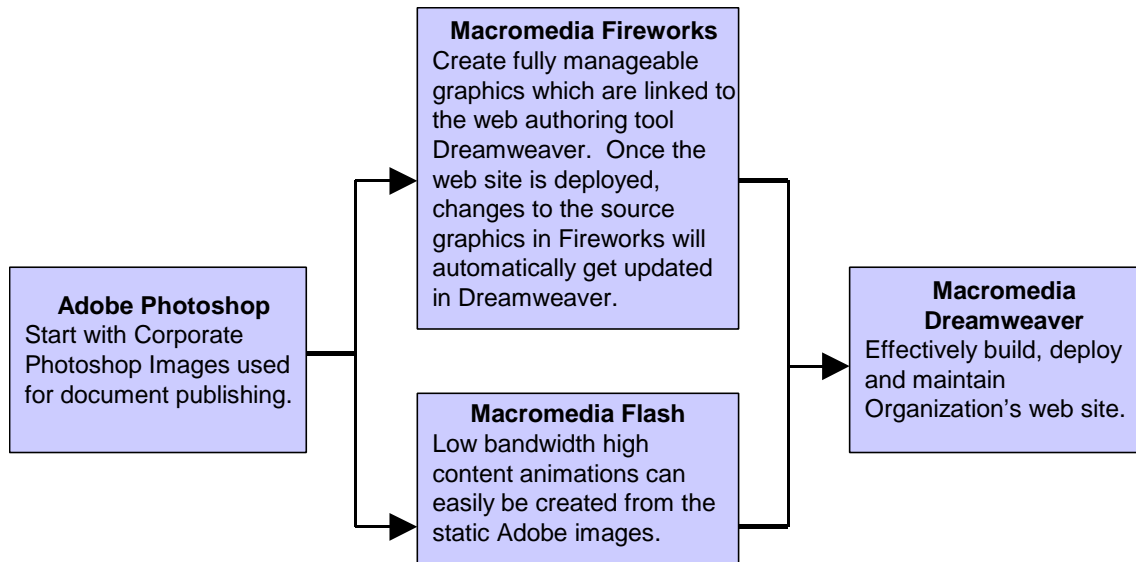 Macromedia Fireworks
Create fully manageable
graphics which are linked to
the web authoring tool
Dreamweaver.  Once the
web site is deployed,
changes to the source
graphics in Fireworks will
automatically get updated
in Dreamweaver.
Adobe Photoshop
Start with Corporate
Photoshop Images used
for document publishing.
Macromedia Flash
Low bandwidth high
content animations can
easily be created from the
static Adobe images.
Macromedia
Dreamweaver
Effectively build, deploy
and maintain
Organization’s web site.